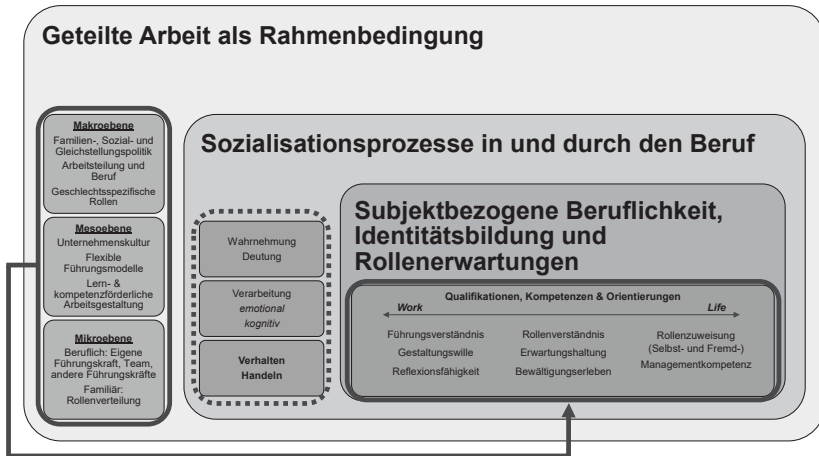 Geteilte Arbeit als Rahmenbedingung
Makroebene
Familien-, Sozial- und
Gleichstellungspolitik
Arbeitsteilung und
Beruf
Geschlechtsspezifische
Rollen
Mesoebene
Unternehmenskultur
Flexible
Führungsmodelle
Lern- &
kompetenzförderliche
Arbeitsgestaltung
Mikroebene
Beruflich: Eigene
Führungskraft, Team,
andere Führungskräfte
Familiär:
Rollenverteilung
Sozialisationsprozesse in und durch den Beruf
Wahrnehmung
Deutung
Verarbeitung
emotional
kognitiv
Verhalten
Handeln
Subjektbezogene Beruflichkeit,
Identitätsbildung und
Rollenerwartungen
Qualifikationen, Kompetenzen & Orientierungen
Work
Life
Führungsverständnis
Gestaltungswille
Reflexionsfähigkeit
Rollenverständnis
Erwartungshaltung
Bewältigungserleben
Rollenzuweisung
(Selbst- und Fremd-)
Managementkompetenz